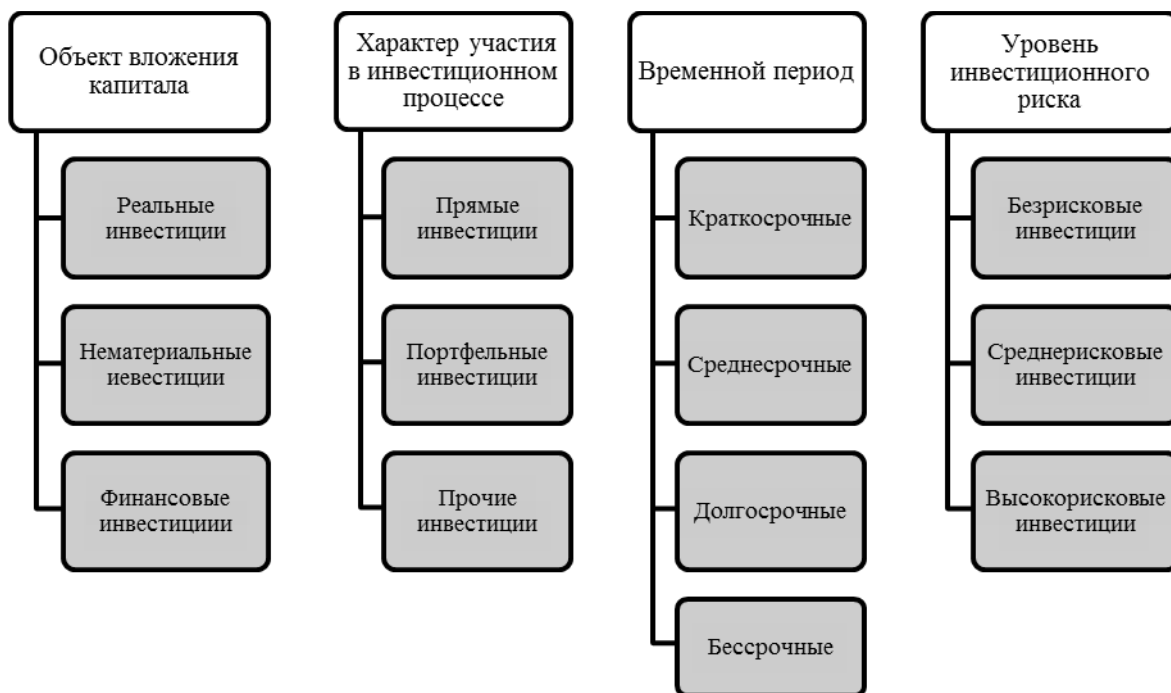 Объект вложения
капитала
Реальные
инвестиции
Нематериальные
иевестиции
Финансовые
инвестициии
Характер участия
в инвестиционном
процессе
Прямые
инвестиции
Портфельные
инвестиции
Прочие
инвестиции
Временной период
Краткосрочные
Среднесрочные
Долгосрочные
Бессрочные
Уровень
инвестиционного
риска
Безрисковые
инвестиции
Среднерисковые
инвестиции
Высокорисковые
инвестиции